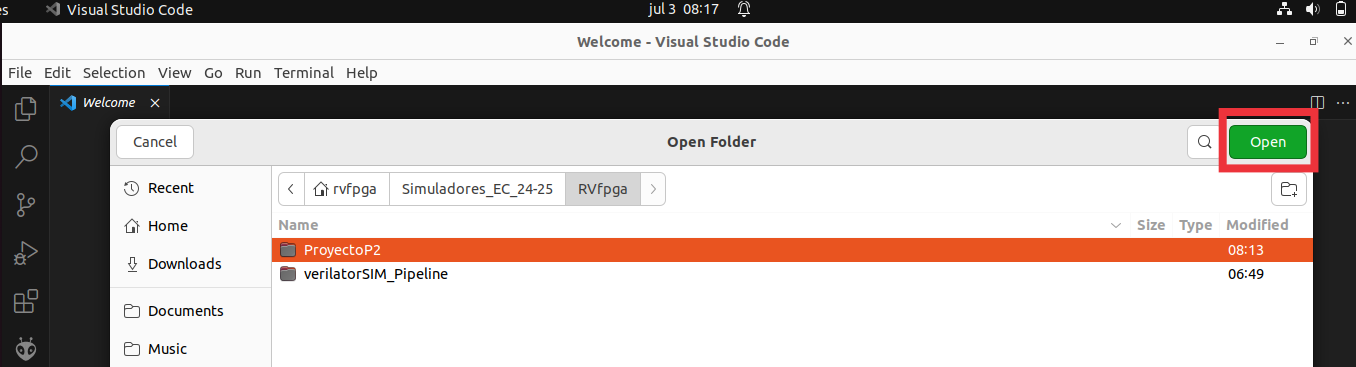 es Visual Studio Code jul 3 08:17
Welcome - Visual Studio Code
File Edit Selection View Go Run Terminal Help
Welcome
Cancel Open Folder Open
Recent
Home
Downloads
Documents
Music
rvfpga Simuladores_EC_24-25 RVfpga
Name Size Type Modified
ProyectoP2 08:13
verilatorSIM_Pipeline 06:49